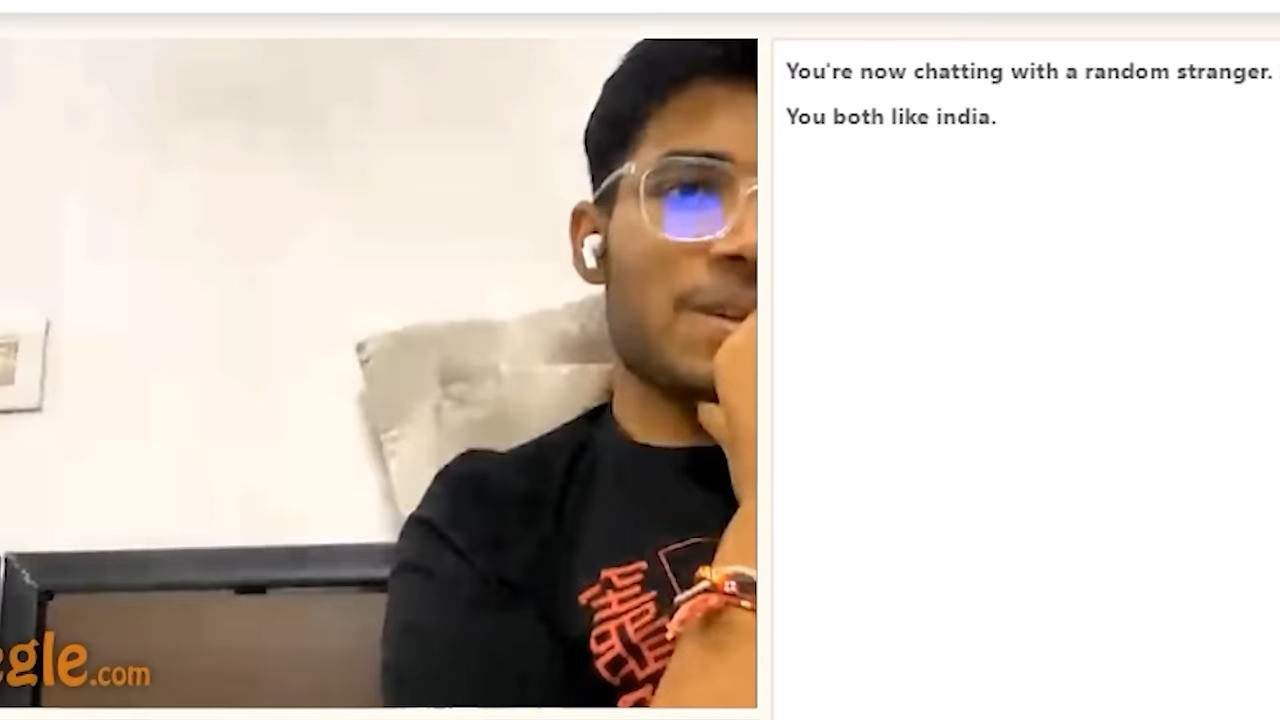 You're now chatting with a random stranger.
You both like india.
egle.com